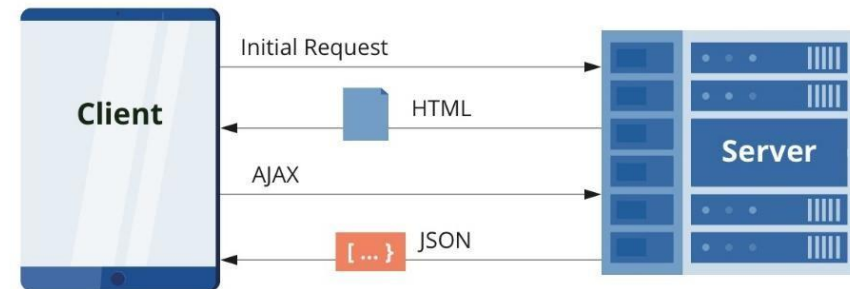 Initial Request
Client
HTML
Server
AJAX
[ ... }
JSON